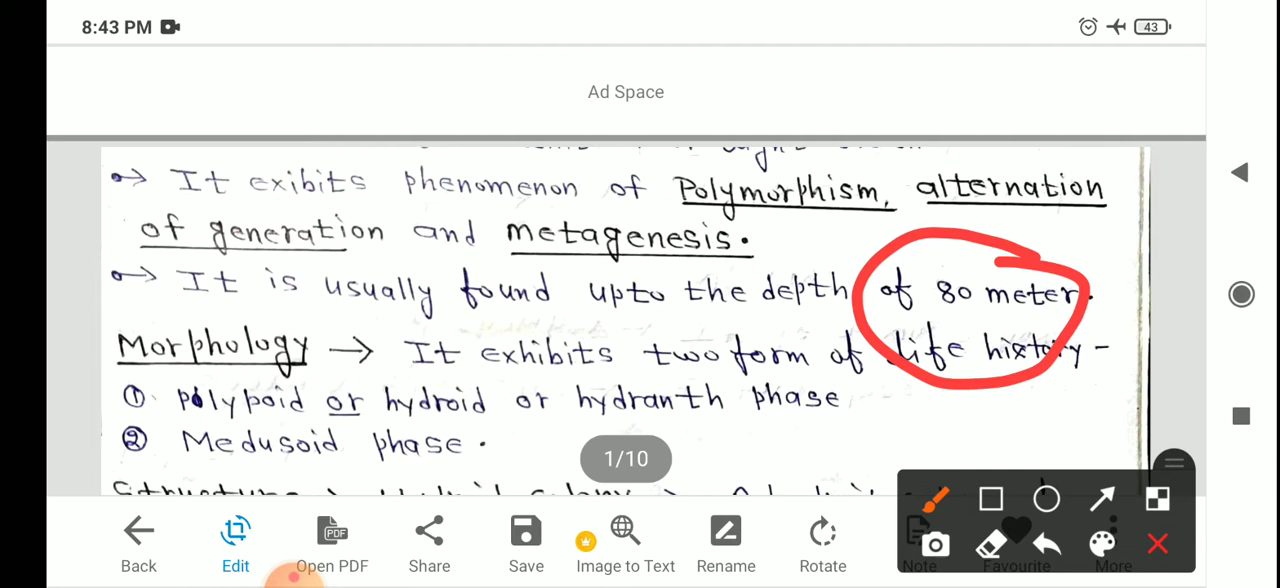 8:43 PM
43
Ad Space
It exibits phenomenon of Polymorphism, alternation
of generation and metagenesis.
It is usually found upto the depth of 80 meter.
Morphology → It exhibits two form of life history -
① polypoid or hydroid or hydranth phase
② Medusoid phase.
1/10
Back Edit Open PDF Share Save Image to Text Rename Rotate Note Favourite More